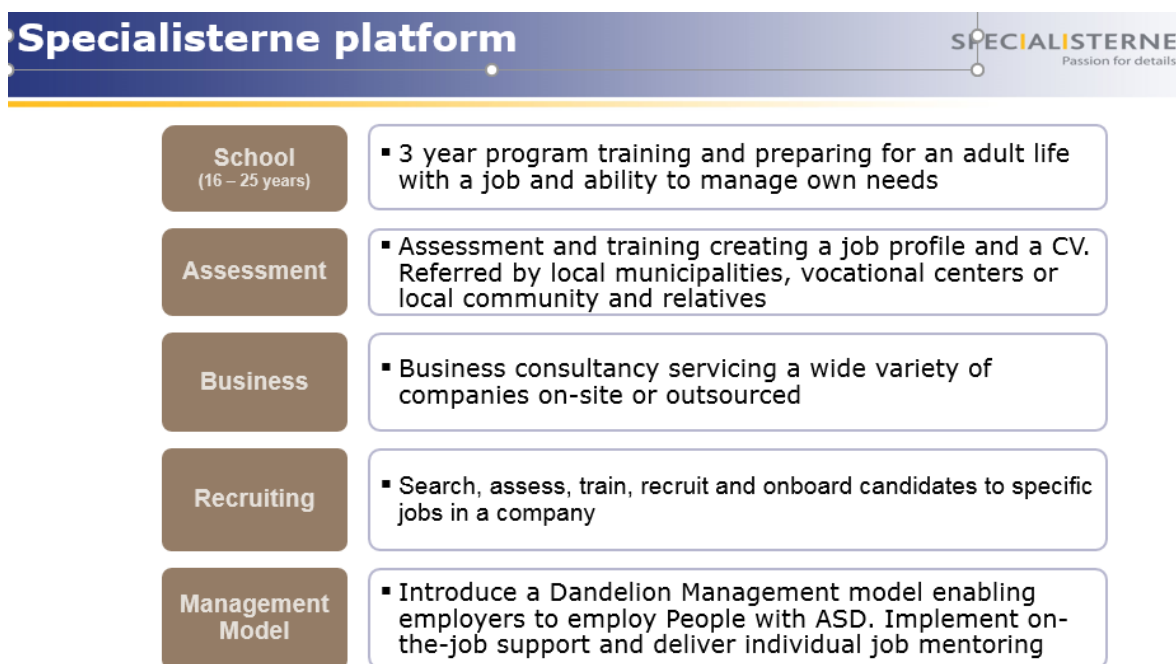 Specialisterne platform
SPECIALISTERNE
Passion for details
School
(16 – 25 years)
▪ 3 year program training and preparing for an adult life
with a job and ability to manage own needs
Assessment
▪ Assessment and training creating a job profile and a CV.
Referred by local municipalities, vocational centers or
local community and relatives
Business
▪ Business consultancy servicing a wide variety of
companies on-site or outsourced
Recruiting
▪ Search, assess, train, recruit and onboard candidates to specific
jobs in a company
Management
Model
▪ Introduce a Dandelion Management model enabling
employers to employ People with ASD. Implement on-
the-job support and deliver individual job mentoring